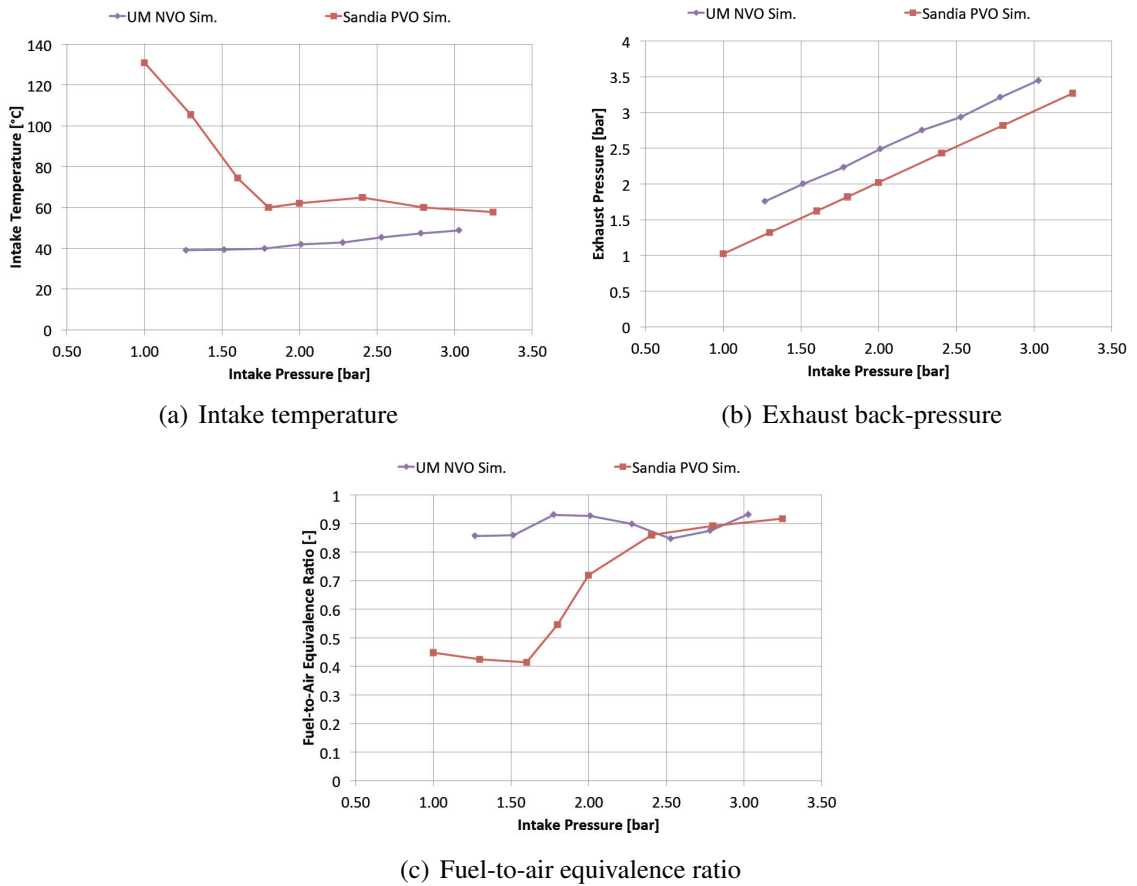 UM NVO Sim. Sandia PVO Sim.
140
120
100
80
60
40
20
0
Intake Temperature [°C]
0.50 1.00 1.50 2.00 2.50 3.00 3.50
Intake Pressure [bar]
(a) Intake temperature
UM NVO Sim. Sandia PVO Sim.
4
3.5
3
2.5
2
1.5
1
0.5
0
Exhaust Pressure [bar]
0.50 1.00 1.50 2.00 2.50 3.00 3.50
Intake Pressure [bar]
(b) Exhaust back-pressure
UM NVO Sim. Sandia PVO Sim.
1
0.9
0.8
0.7
0.6
0.5
0.4
0.3
0.2
0.1
0
Fuel-to-Air Equivalence Ratio [-]
0.50 1.00 1.50 2.00 2.50 3.00 3.50
Intake Pressure [bar]
(c) Fuel-to-air equivalence ratio